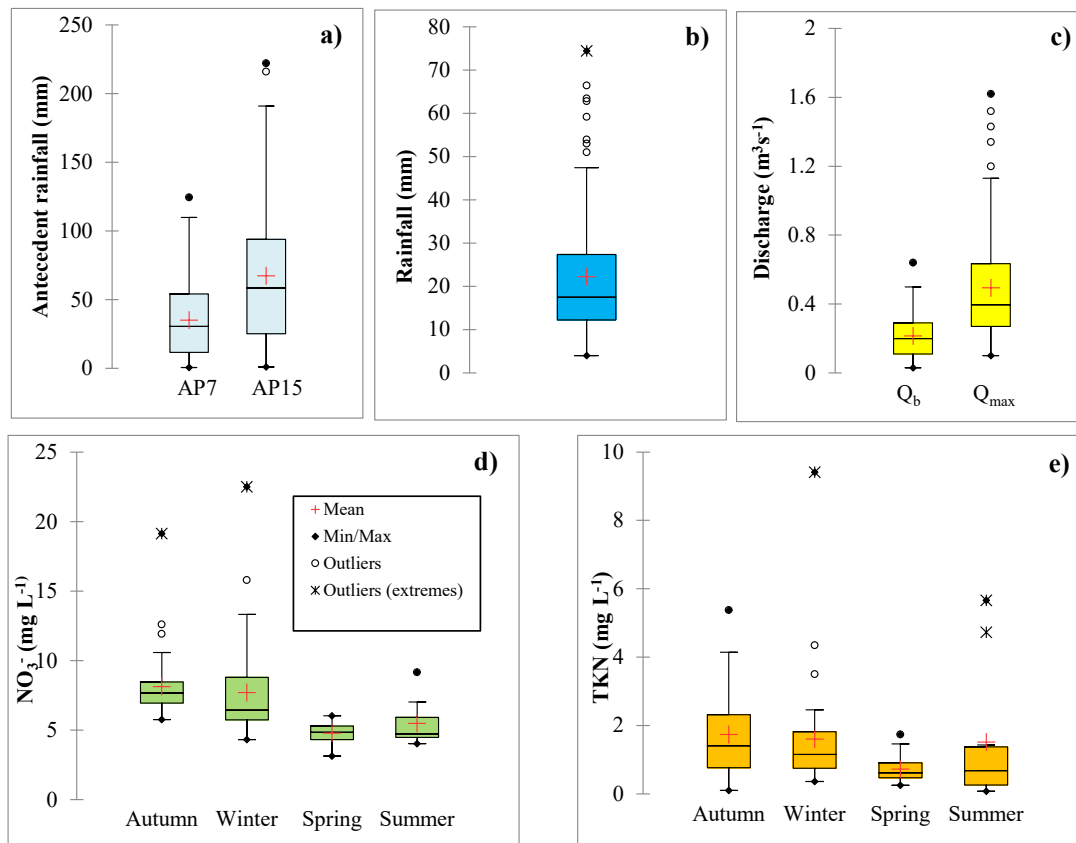 a)
Antecedent rainfall (mm)
250
200
150
100
50
0
AP7 AP15
b)
Rainfall (mm)
80
70
60
50
40
30
20
10
0
c)
Discharge (m³s⁻¹)
2
1.6
1.2
0.8
0.4
0
Q_b Q_max
d)
NO₃⁻ (mg L⁻¹)
25
20
15
10
5
0
Mean
Min/Max
Outliers
Outliers (extremes)
Autumn Winter Spring Summer
e)
TKN (mg L⁻¹)
10
8
6
4
2
0
Autumn Winter Spring Summer